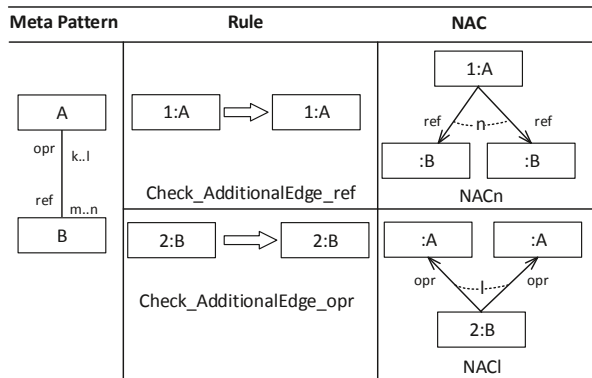 Meta Pattern Rule NAC
A
opr k..l
ref m..n
B
1:A 1:A
Check_AdditionalEdge_ref
1:A
ref n ref
:B :B
NACn
2:B 2:B
Check_AdditionalEdge_opr
:A :A
opr l opr
2:B
NACl